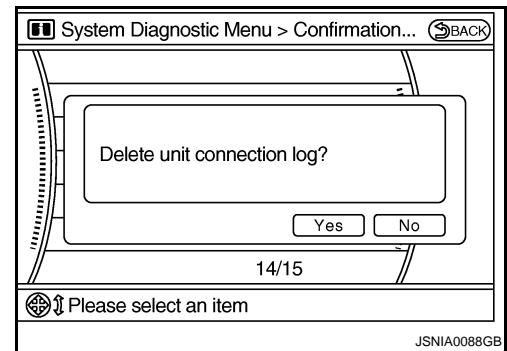 System Diagnostic Menu > Confirmation... BACK
Delete unit connection log?
Yes No
14/15
Please select an item
JSNIA0088GB